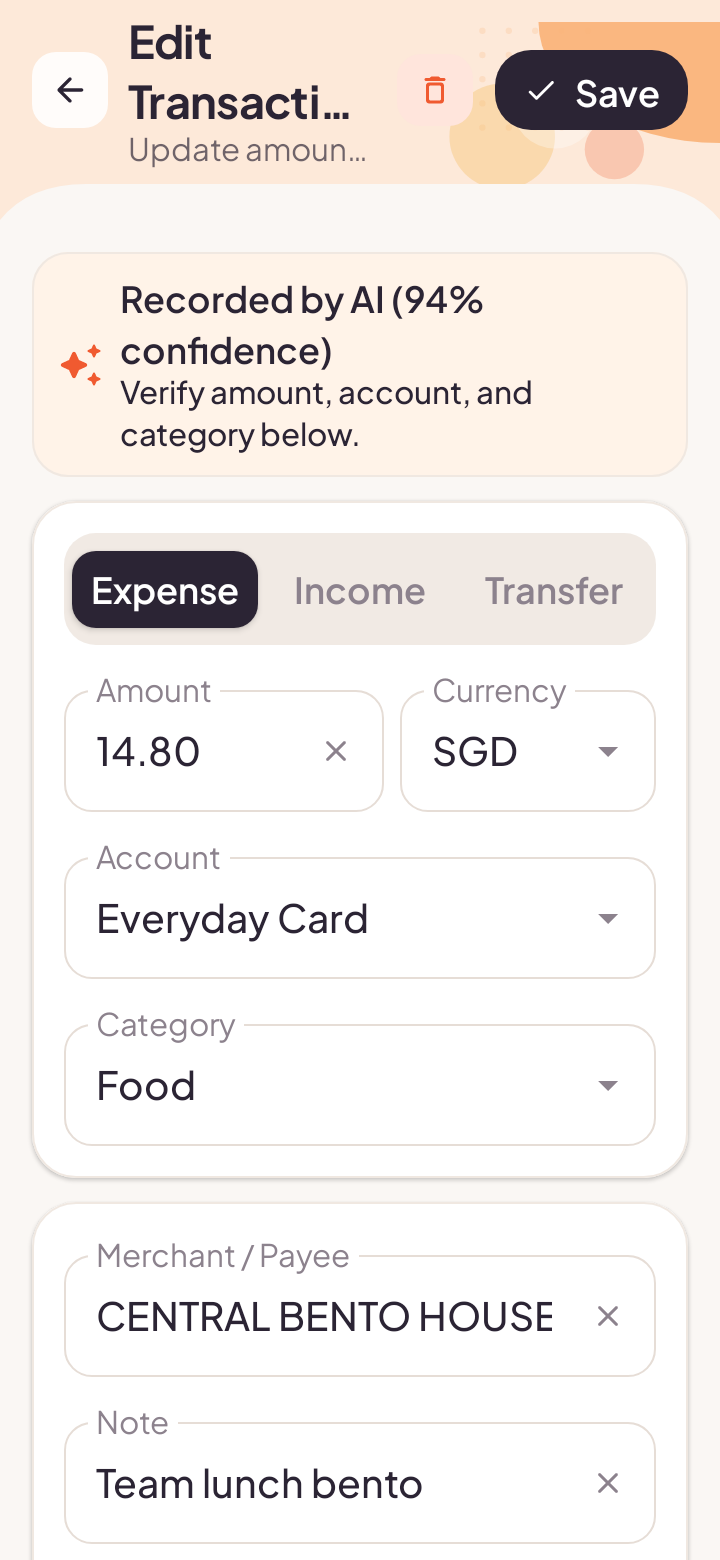 Edit
Transacti...
Update amoun...
Save
Recorded by AI (94%
confidence)
Verify amount, account, and
category below.
Expense Income Transfer
Amount Currency
14.80 SGD
Account
Everyday Card
Category
Food
Merchant / Payee
CENTRAL BENTO HOUSE
Note
Team lunch bento